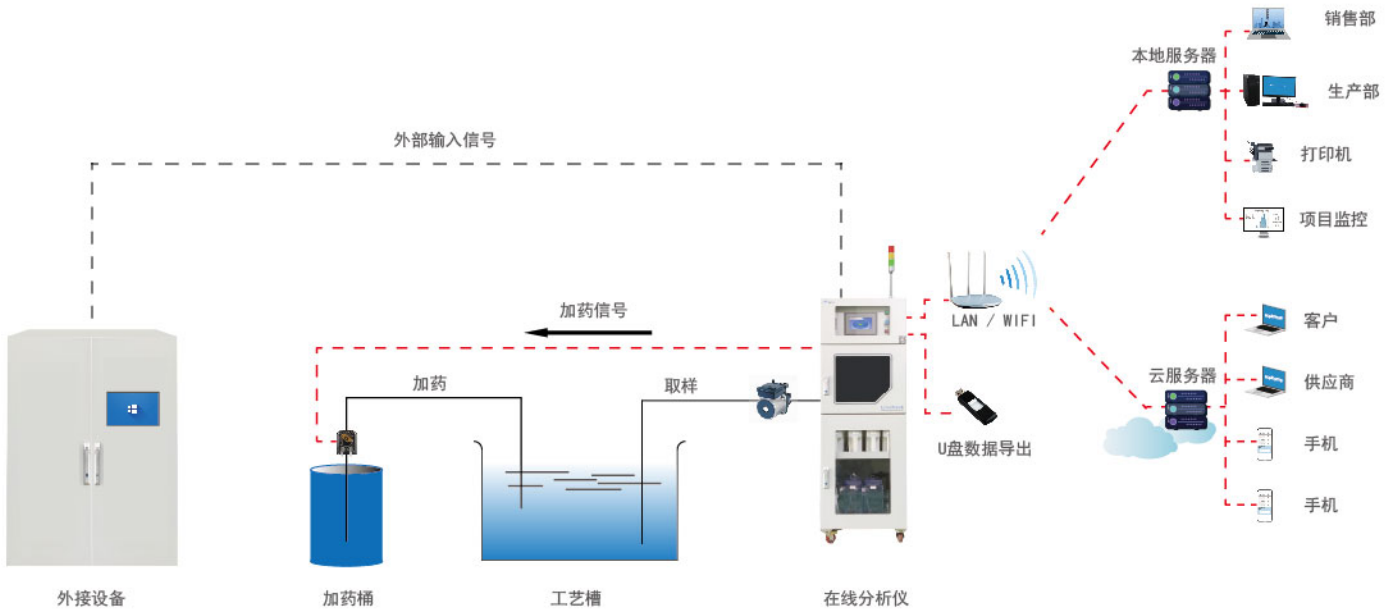 销售部
本地服务器
生产部
外部输入信号
打印机
项目监控
加药信号
LAN / WIFI
客户
加药
取样
云服务器
供应商
U盘数据导出
手机
手机
外接设备
加药桶
工艺槽
在线分析仪